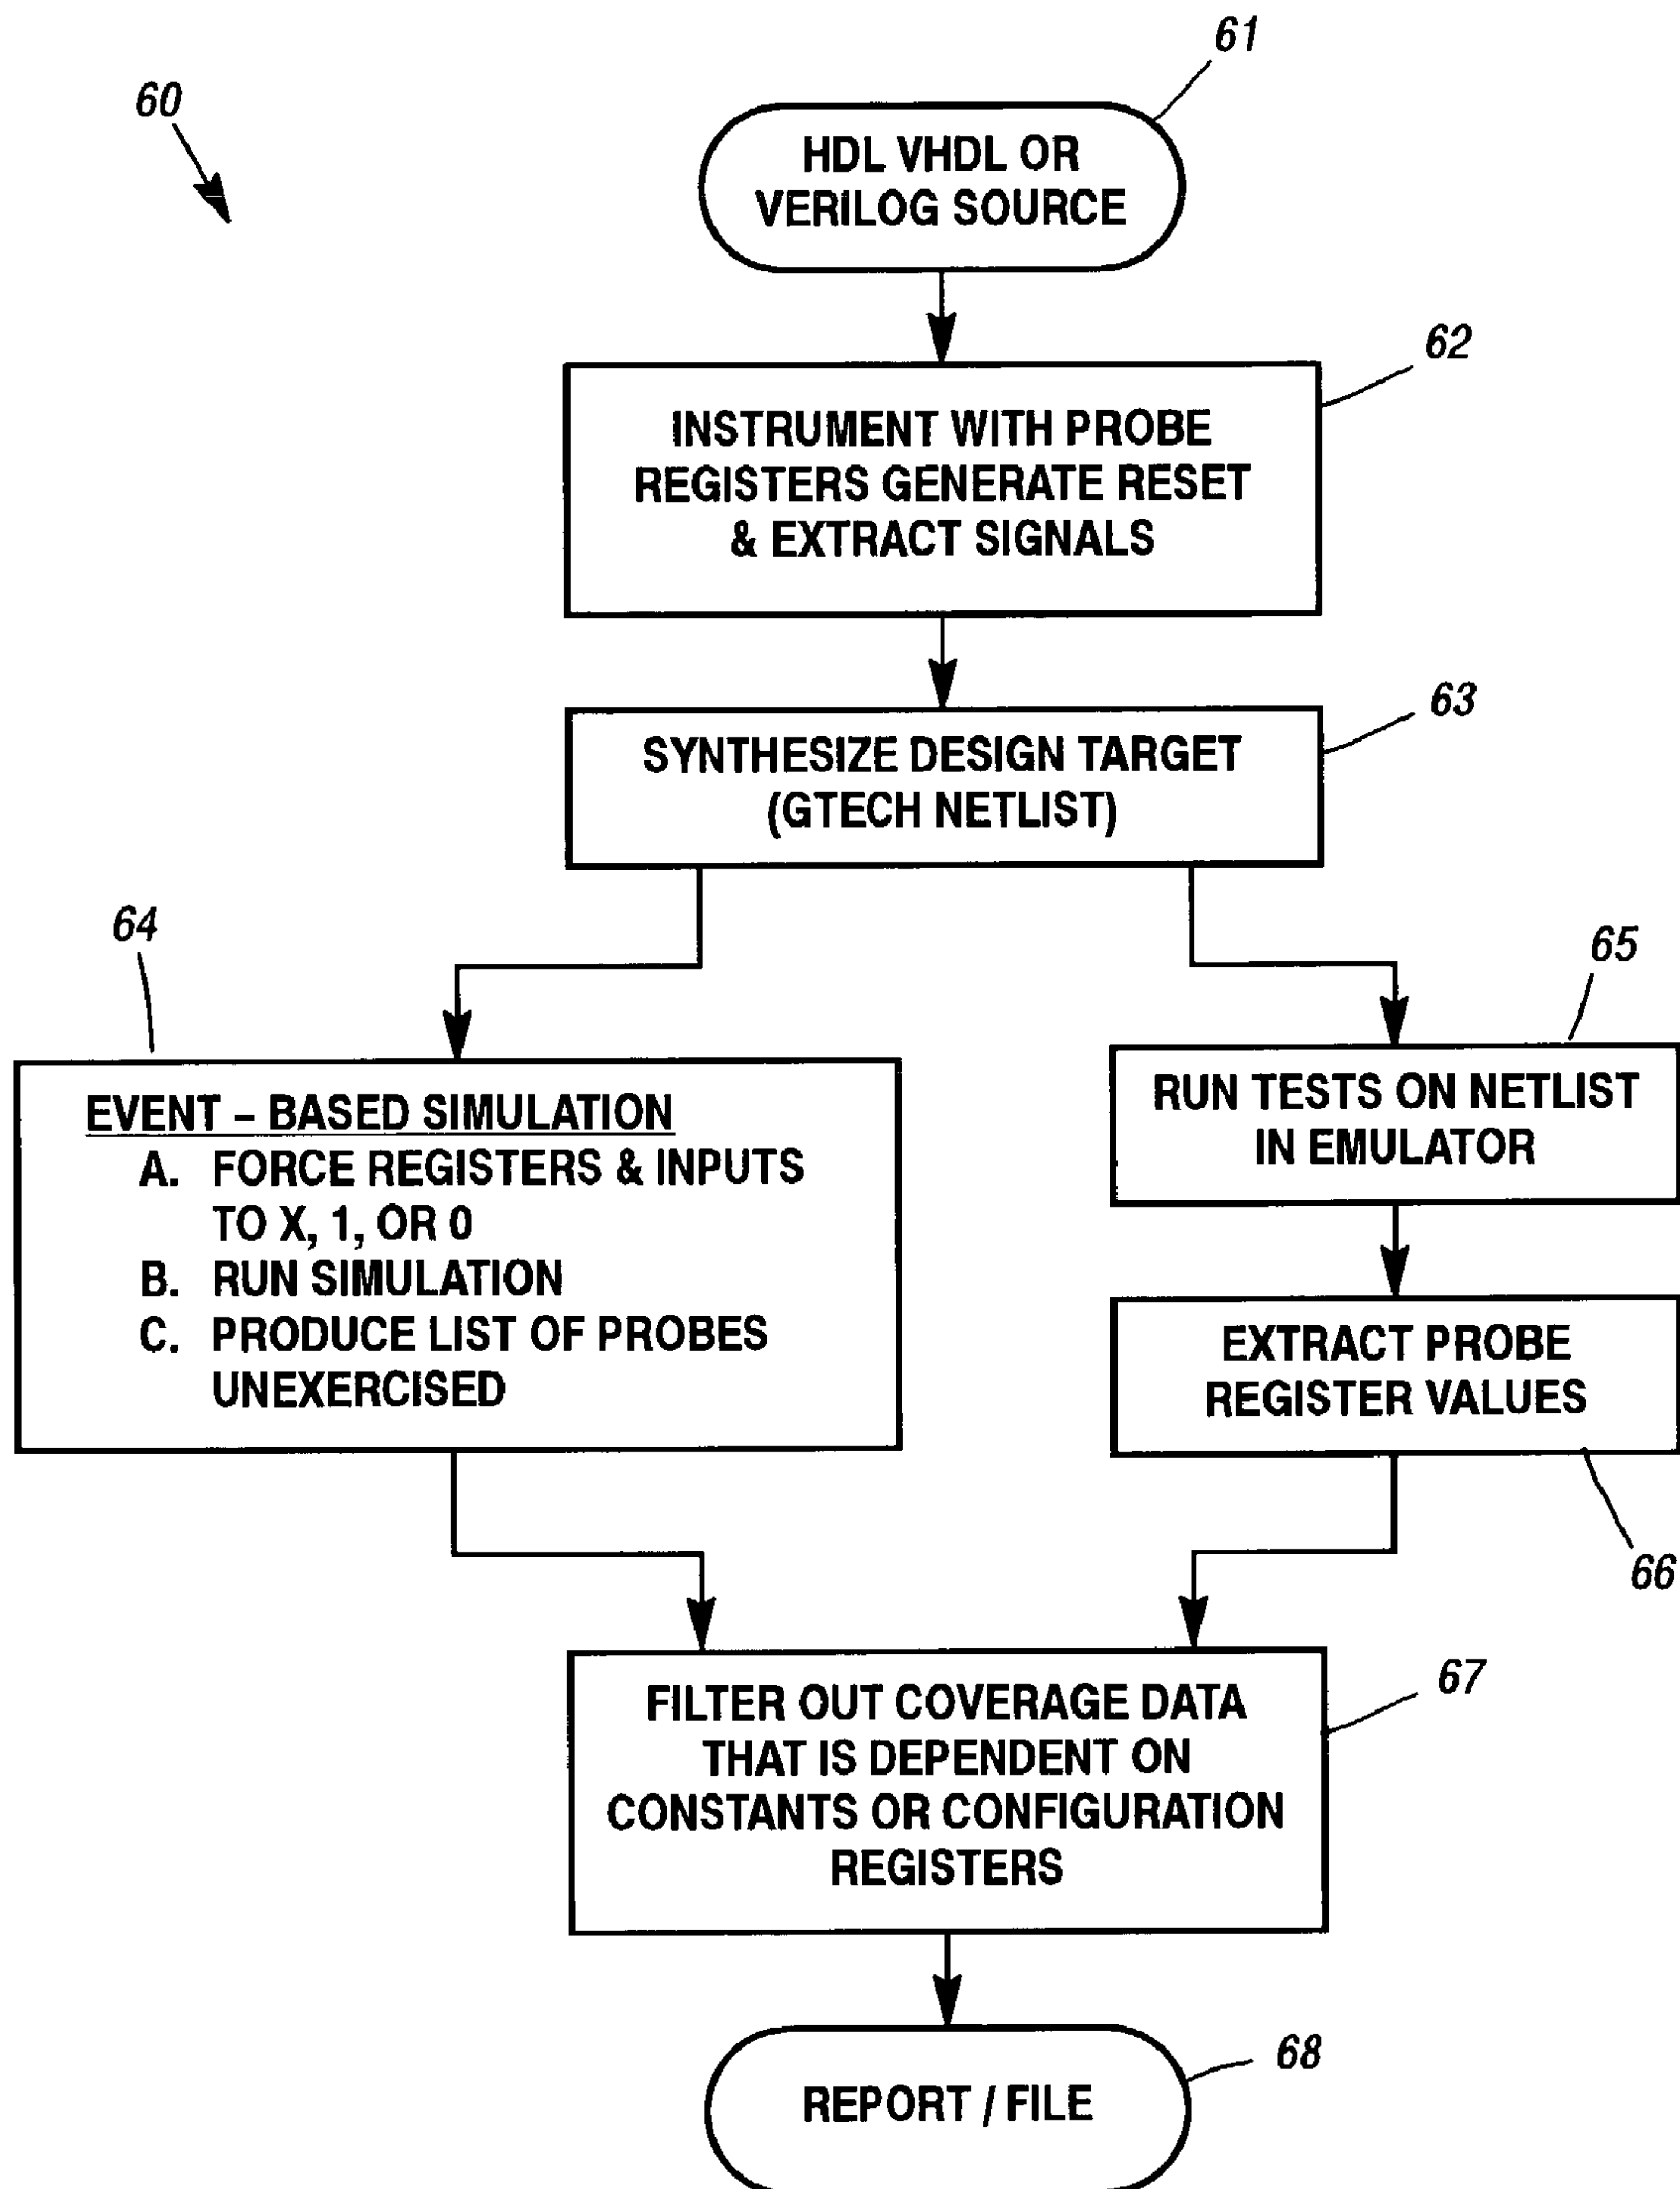 61
60
HDL VHDL OR
VERILOG SOURCE
62
INSTRUMENT WITH PROBE
REGISTERS GENERATE RESET
& EXTRACT SIGNALS
63
SYNTHESIZE DESIGN TARGET
(GTECH NETLIST)
64
EVENT – BASED SIMULATION
A. FORCE REGISTERS & INPUTS
TO X, 1, OR 0
B. RUN SIMULATION
C. PRODUCE LIST OF PROBES
UNEXERCISED
65
RUN TESTS ON NETLIST
IN EMULATOR
EXTRACT PROBE
REGISTER VALUES
66
67
FILTER OUT COVERAGE DATA
THAT IS DEPENDENT ON
CONSTANTS OR CONFIGURATION
REGISTERS
68
REPORT / FILE